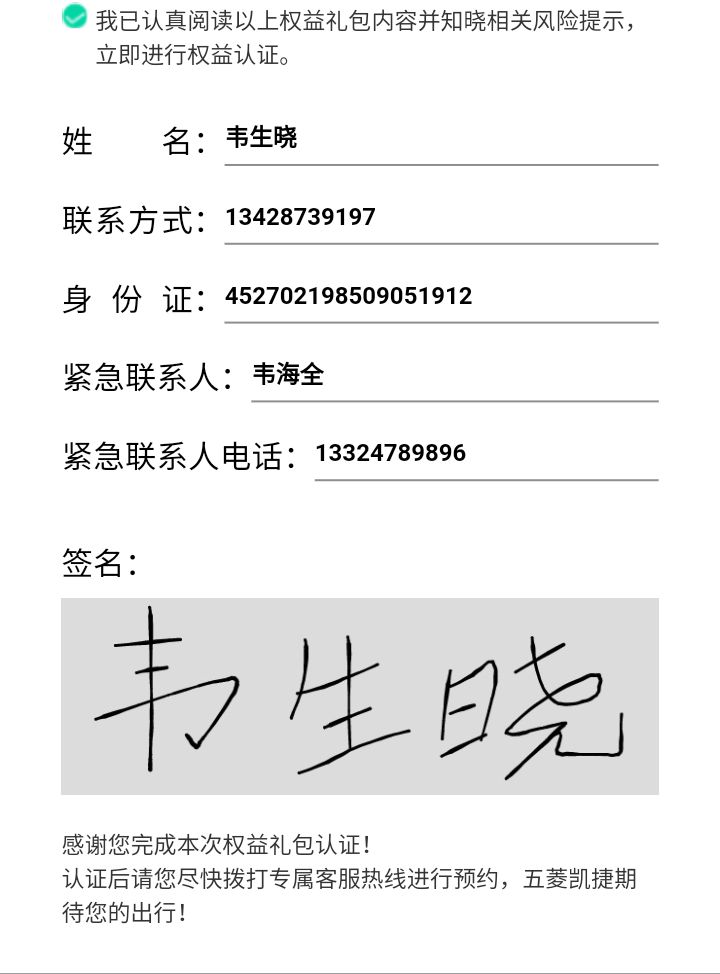 我已认真阅读以上权益礼包内容并知晓相关风险提示，
立即进行权益认证。
姓 名：韦生晓
联系方式：13428739197
身 份 证：452702198509051912
紧急联系人：韦海全
紧急联系人电话：13324789896
签名：
韦生晓
感谢您完成本次权益礼包认证！
认证后请您尽快拨打专属客服热线进行预约，五菱凯捷期
待您的出行！